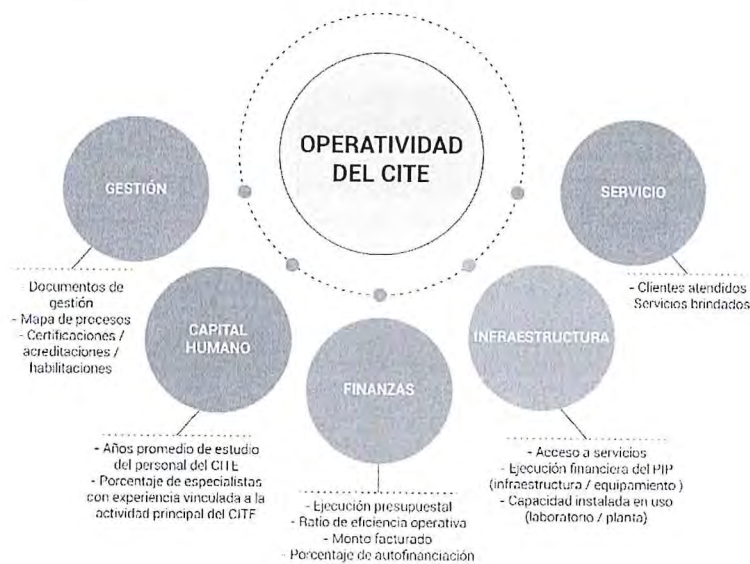 OPERATIVIDAD
DEL CITE
GESTIÓN
- Documentos de
gestión
- Mapa de procesos
- Certificaciones /
acreditaciones /
habilitaciones
CAPITAL
HUMANO
- Años promedio de estudio
del personal del CITE
- Porcentaje de especialistas
con experiencia vinculada a la
actividad principal del CITE
FINANZAS
- Ejecución presupuestal
- Ratio de eficiencia operativa
- Monto facturado
- Porcentaje de autofinanciación
INFRAESTRUCTURA
- Acceso a servicios
- Ejecución financiera del PIP
(infraestructura / equipamiento )
- Capacidad instalada en uso
(laboratorio / planta)
SERVICIO
- Clientes atendidos
- Servicios brindados